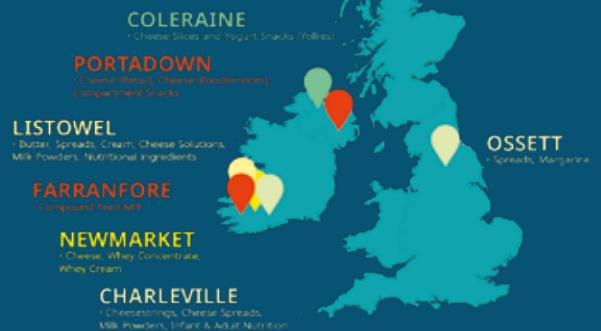 COLERAINE
• Cheese Slices and Yogurt Snacks (Yollies)
PORTADOWN
• Cheese (Retail), Cheese (Foodservices)
Compartment Snacks
LISTOWEL
• Butter, Spreads, Cream, Cheese Solutions,
Milk Powders, Nutritional Ingredients
OSSETT
• Spreads, Margarine
FARRANFORE
• Compound Feed Mill
NEWMARKET
• Cheese, Whey Concentrate,
Whey Cream
CHARLEVILLE
• Cheesestrings, Cheese Spreads,
Milk Powders, Infant & Adult Nutrition